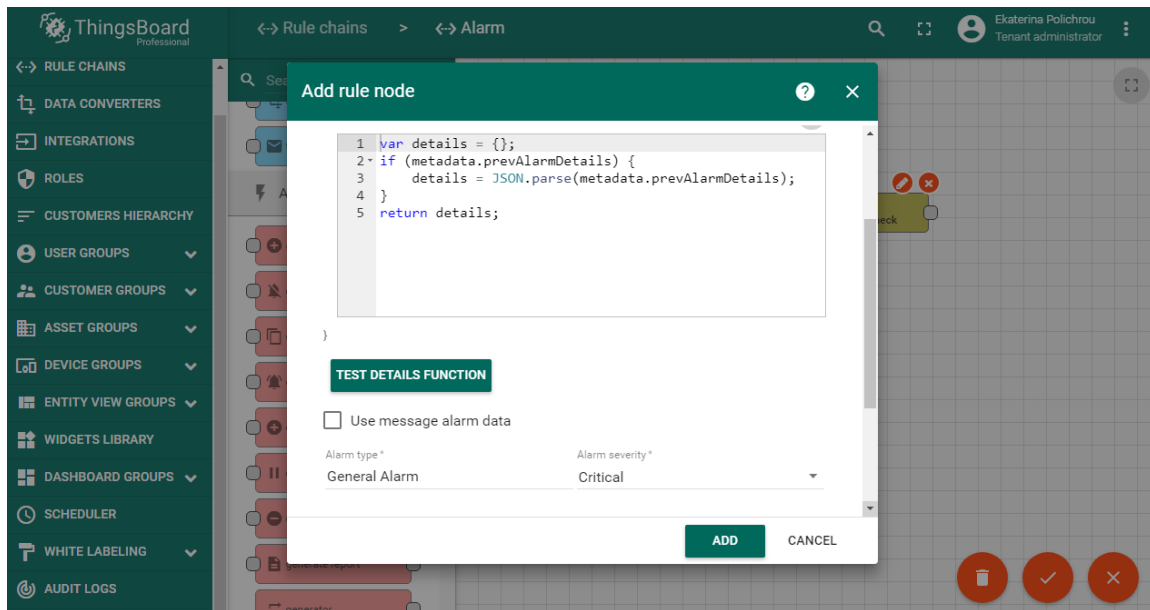 ThingsBoard
Professional
Rule chains > Alarm
Ekaterina Polichrou
Tenant administrator
RULE CHAINS
DATA CONVERTERS
INTEGRATIONS
ROLES
CUSTOMERS HIERARCHY
USER GROUPS
CUSTOMER GROUPS
ASSET GROUPS
DEVICE GROUPS
ENTITY VIEW GROUPS
WIDGETS LIBRARY
DASHBOARD GROUPS
SCHEDULER
WHITE LABELING
AUDIT LOGS
Sea
A
Add rule node
?
1 var details = {};
2 if (metadata.prevAlarmDetails) {
3 details = JSON.parse(metadata.prevAlarmDetails);
4 }
5 return details;
}
TEST DETAILS FUNCTION
Use message alarm data
Alarm type *
General Alarm
Alarm severity *
Critical
ADD
CANCEL
eck
generate report
generator